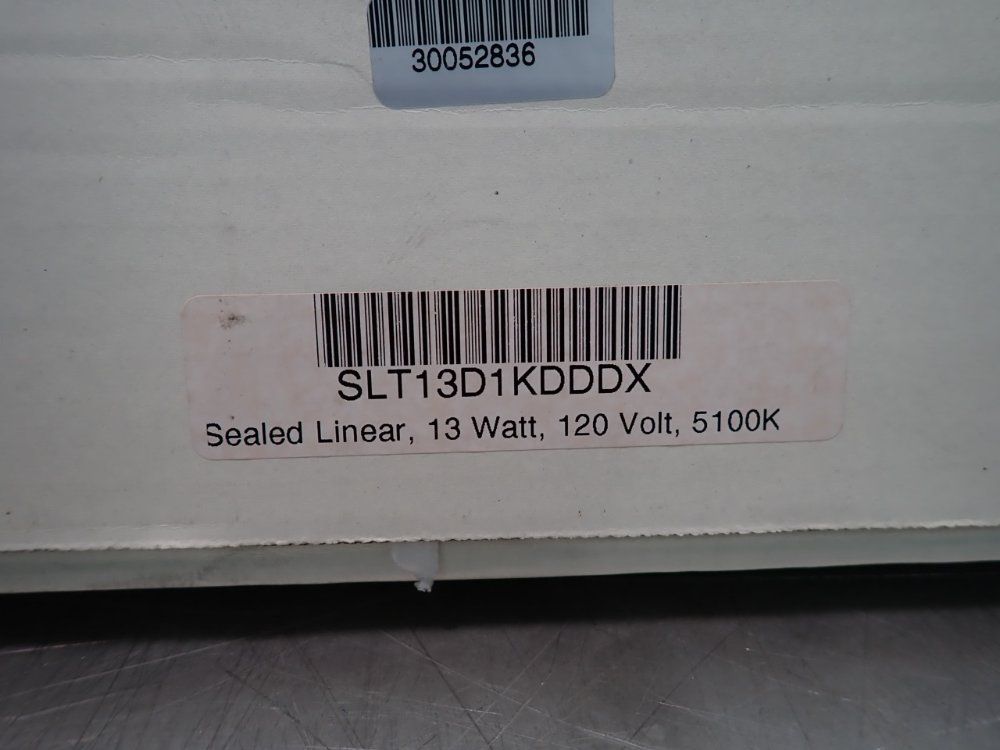 30052836
SLT13D1KDDDX
Sealed Linear, 13 Watt, 120 Volt, 5100K